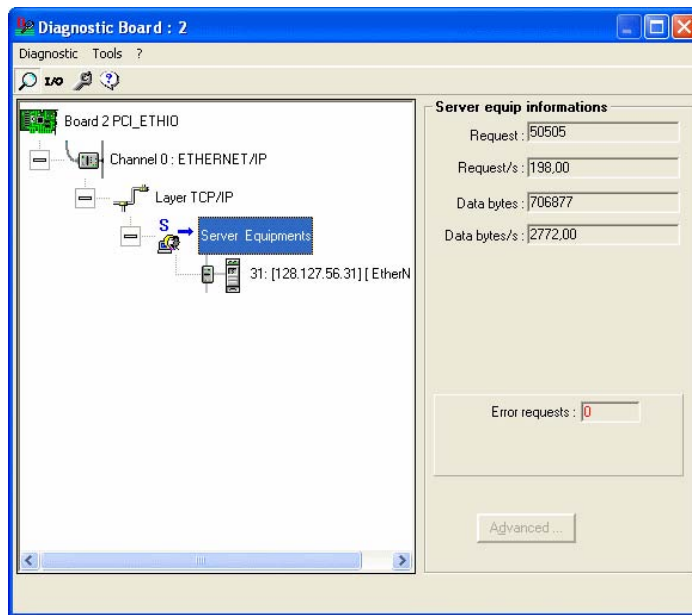 Diagnostic Board : 2
Diagnostic Tools ?
I/O
Board 2 PCI_ETHIO
Channel 0 : ETHERNET/IP
Layer TCP/IP
S
Server Equipments
31: [128.127.56.31] [ EtherN
Server equip informations
Request : 50505
Request/s : 198,00
Data bytes : 706877
Data bytes/s : 2772,00
Error requests : 0
Advanced ...